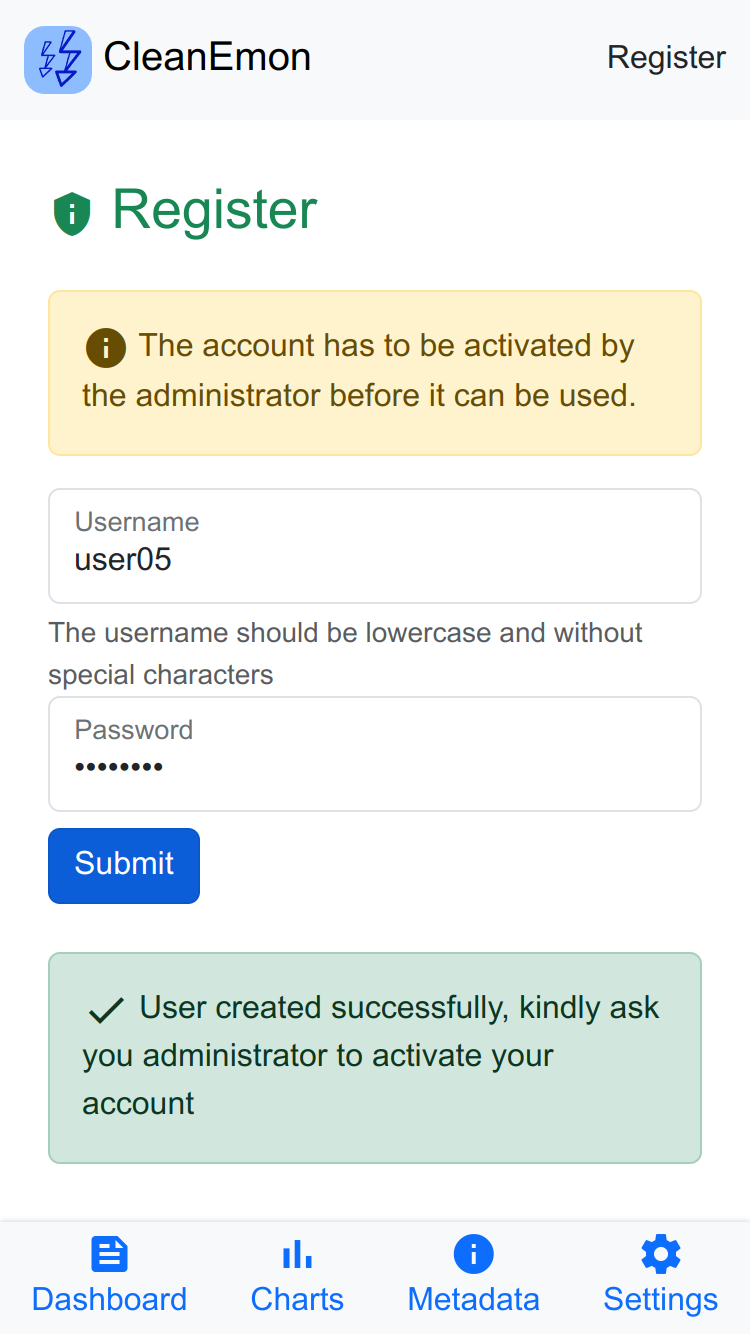 CleanEmon
Register
Register
The account has to be activated by
the administrator before it can be used.
Username
user05
The username should be lowercase and without
special characters
Password
••••••••
Submit
User created successfully, kindly ask
you administrator to activate your
account
Dashboard
Charts
Metadata
Settings